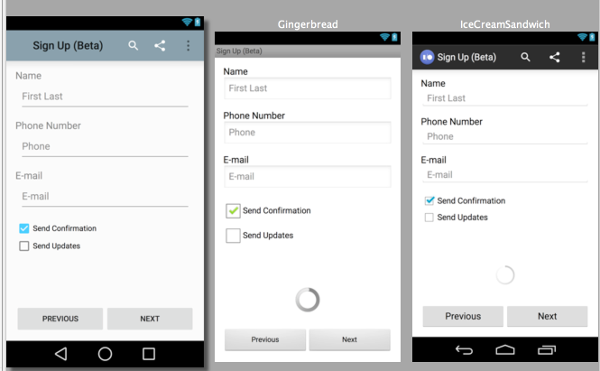 Sign Up (Beta)
Name
First Last
Phone Number
Phone
E-mail
E-mail
Send Confirmation
Send Updates
PREVIOUS
NEXT
Gingerbread
Sign Up (Beta)
Name
First Last
Phone Number
Phone
E-mail
E-mail
Send Confirmation
Send Updates
Previous
Next
IceCreamSandwich
Sign Up (Beta)
Name
First Last
Phone Number
Phone
E-mail
E-mail
Send Confirmation
Send Updates
Previous
Next